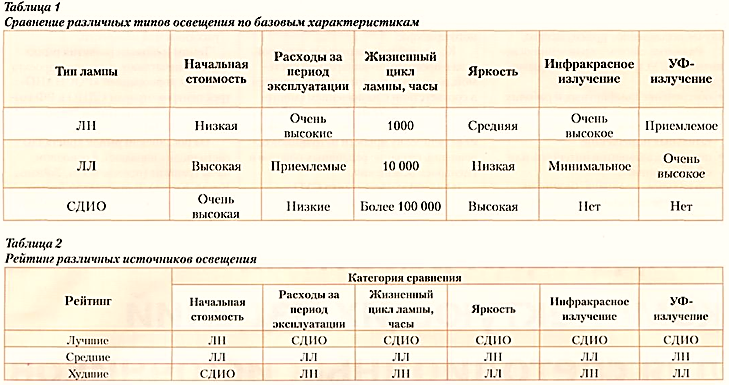 Таблица 1
Сравнение различных типов освещения по базовым характеристикам
Тип лампы Начальная стоимость Расходы за период эксплуатации Жизненный цикл лампы, часы Яркость Инфракрасное излучение УФ-излучение
ЛН Низкая Очень высокие 1000 Средняя Очень высокое Приемлемое
ЛЛ Высокая Приемлемые 10 000 Низкая Минимальное Очень высокое
СДИО Очень высокая Низкие Более 100 000 Высокая Нет Нет
Таблица 2
Рейтинг различных источников освещения
Рейтинг Категория сравнения
Начальная стоимость Расходы за период эксплуатации Жизненный цикл лампы, часы Яркость Инфракрасное излучение УФ-излучение
Лучшие ЛН СДИО СДИО СДИО СДИО СДИО
Средние ЛЛ ЛЛ ЛЛ ЛН ЛЛ ЛН
Худшие СДИО ЛН ЛН ЛЛ ЛН ЛЛ